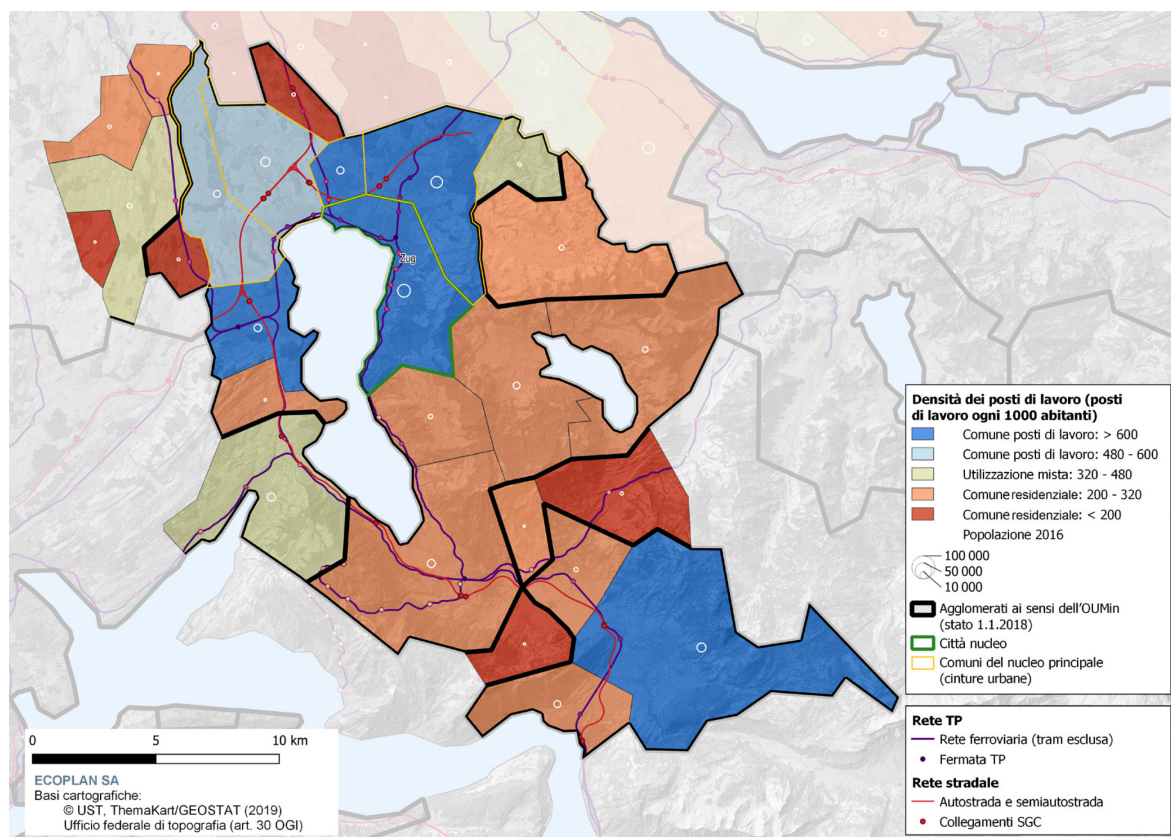 Zug
Densità dei posti di lavoro (posti
di lavoro ogni 1000 abitanti)
Comune posti di lavoro: > 600
Comune posti di lavoro: 480 - 600
Utilizzazione mista: 320 - 480
Comune residenziale: 200 - 320
Comune residenziale: < 200
Popolazione 2016
100 000
50 000
10 000
Agglomerati ai sensi dell'OUMin
(stato 1.1.2018)
Città nucleo
Comuni del nucleo principale
(cinture urbane)
Rete TP
Rete ferroviaria (tram esclusa)
Fermata TP
Rete stradale
Autostrada e semiautostrada
Collegamenti SGC
0 5 10 km
ECOPLAN SA
Basi cartografiche:
© UST, ThemaKart/GEOSTAT (2019)
Ufficio federale di topografia (art. 30 OGI)